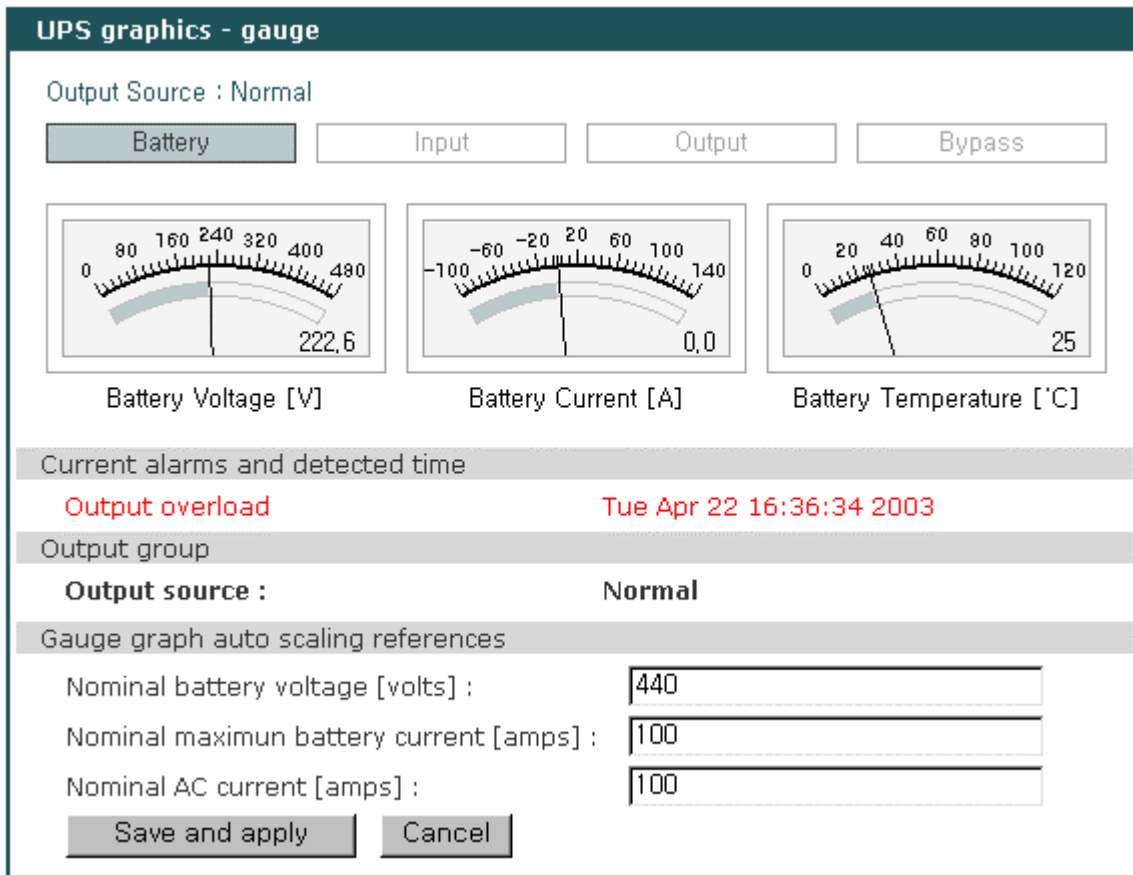 UPS graphics - gauge
Output Source : Normal
Battery Input Output Bypass
0 80 160 240 320 400 480
222,6
Battery Voltage [V]
-100 -60 -20 20 60 100 140
0,0
Battery Current [A]
0 20 40 60 80 100 120
25
Battery Temperature [˚C]
Current alarms and detected time
Output overload Tue Apr 22 16:36:34 2003
Output group
Output source : Normal
Gauge graph auto scaling references
Nominal battery voltage [volts] : 440
Nominal maximun battery current [amps] : 100
Nominal AC current [amps] : 100
Save and apply Cancel